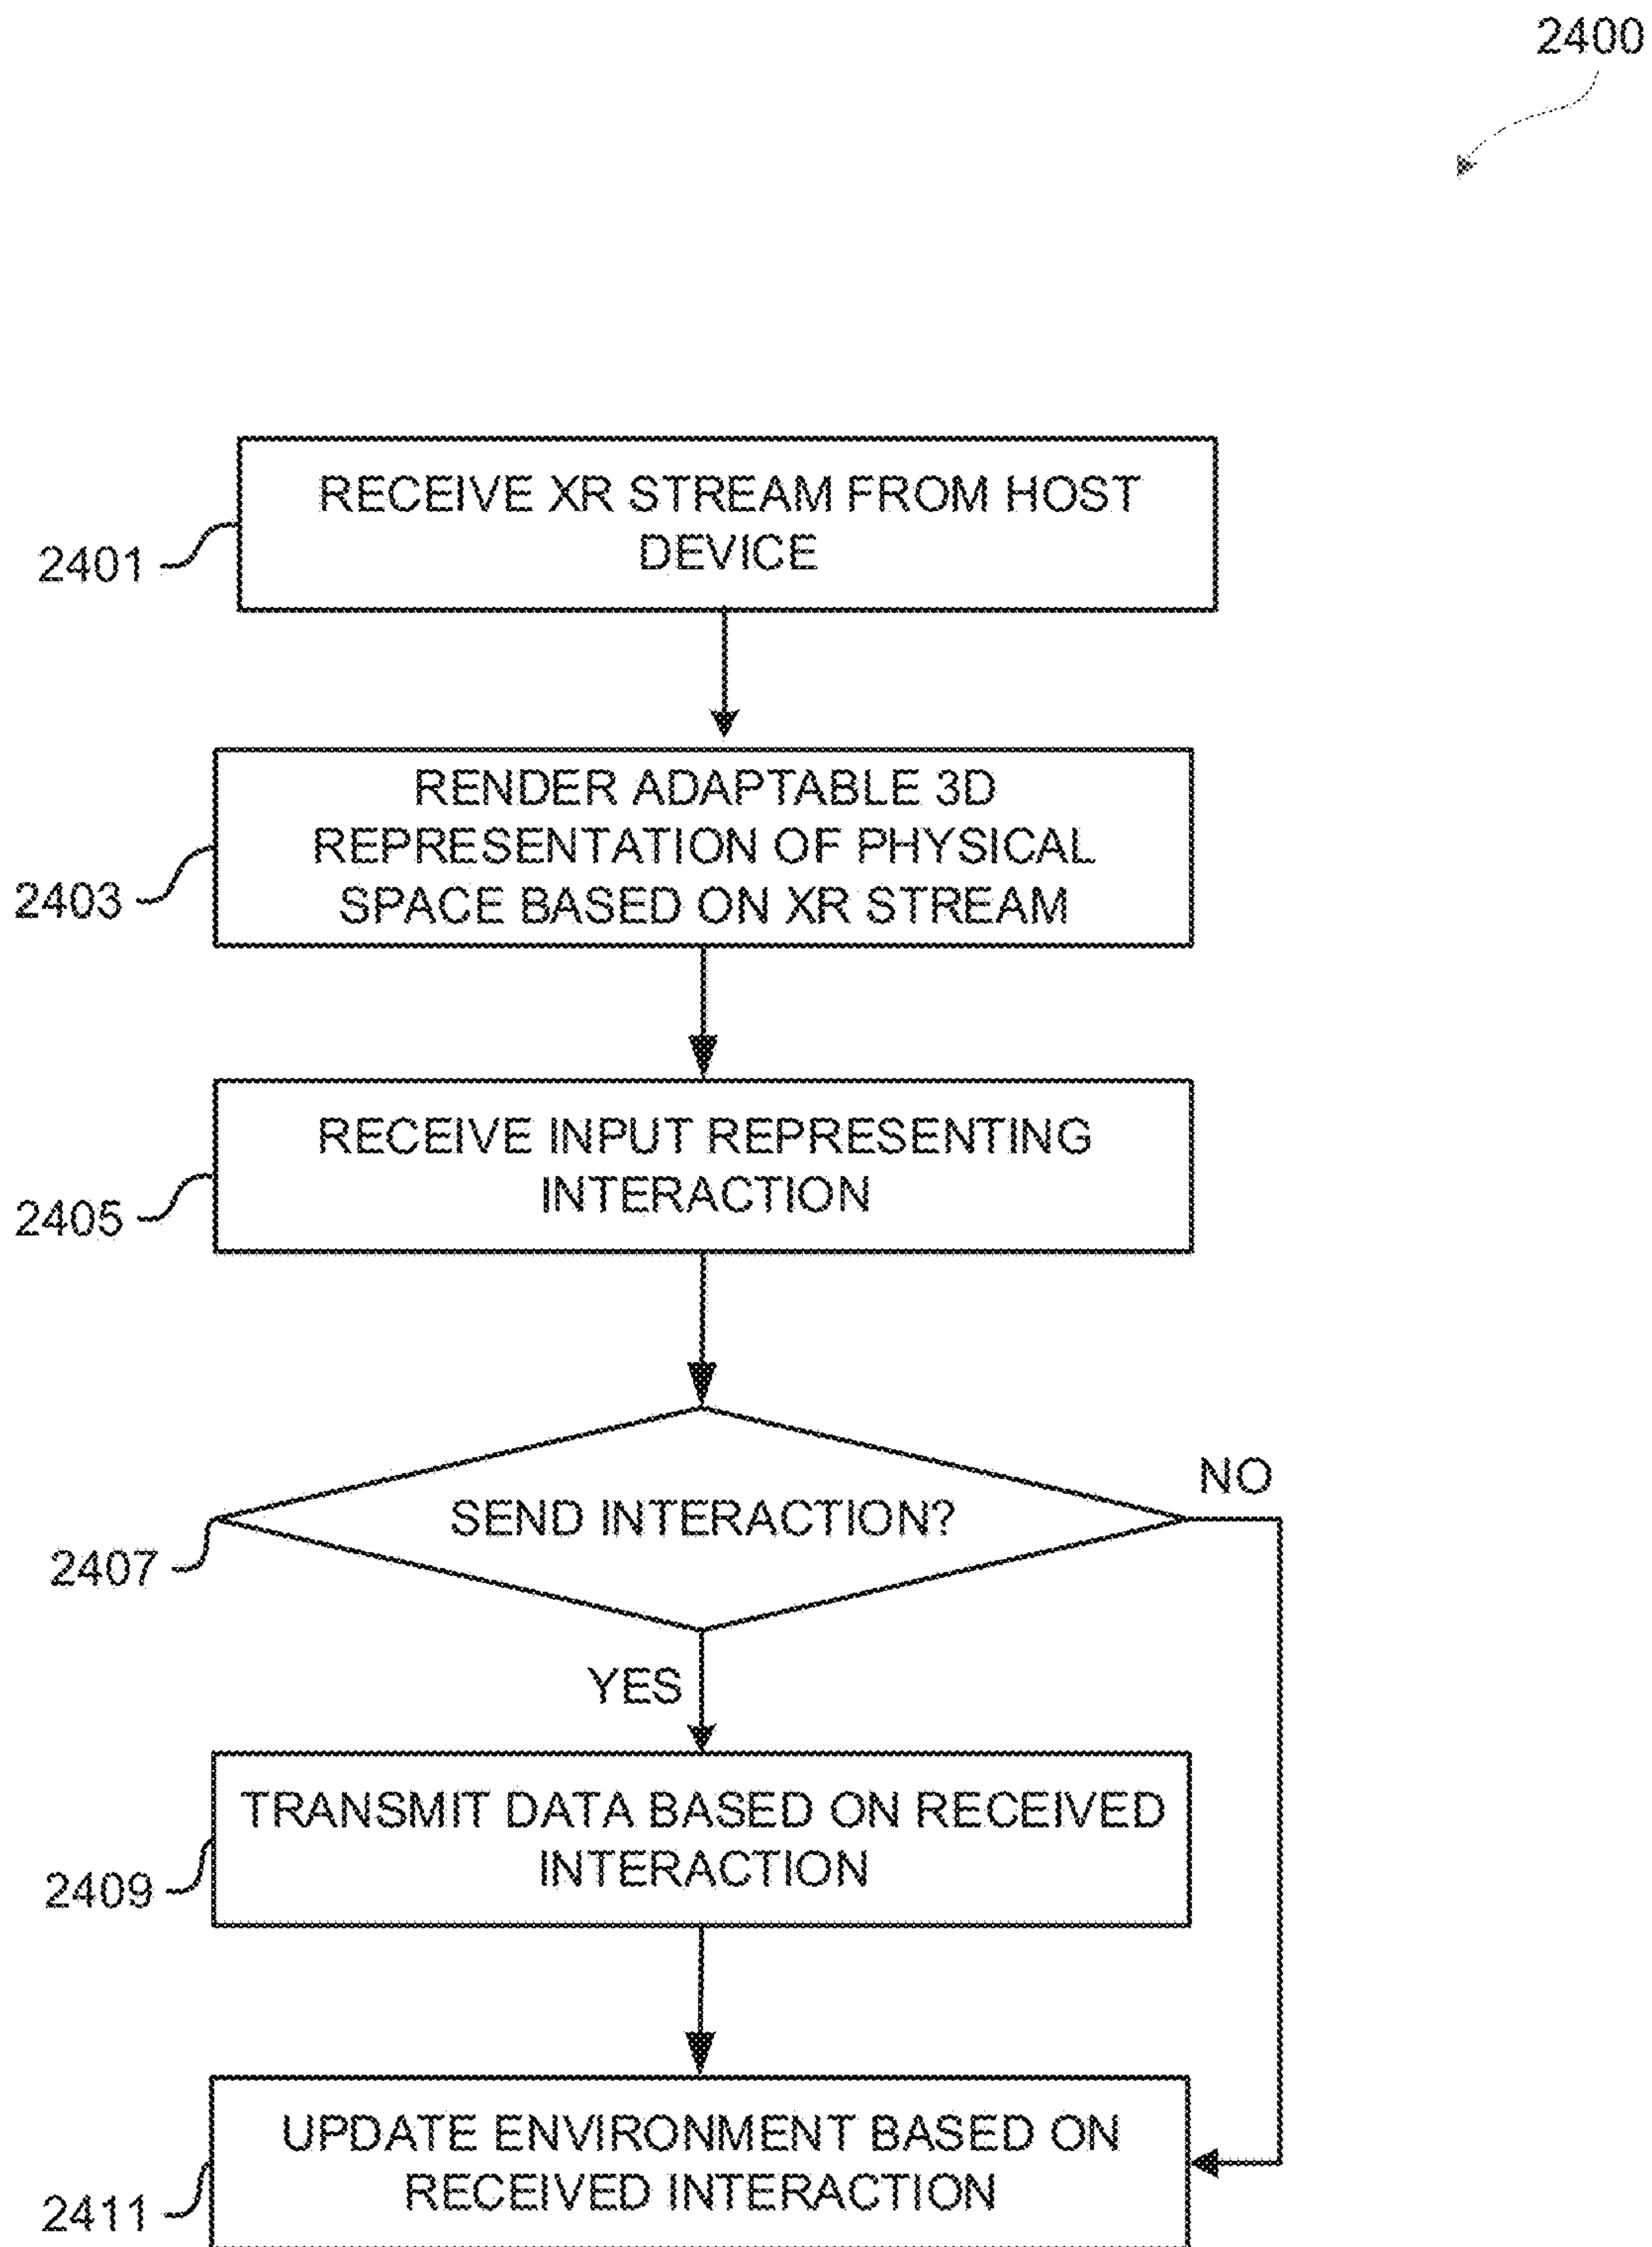 2400
RECEIVE XR STREAM FROM HOST
DEVICE
2401
RENDER ADAPTABLE 3D
REPRESENTATION OF PHYSICAL
SPACE BASED ON XR STREAM
2403
RECEIVE INPUT REPRESENTING
INTERACTION
2405
SEND INTERACTION?
NO
2407
YES
TRANSMIT DATA BASED ON RECEIVED
INTERACTION
2409
UPDATE ENVIRONMENT BASED ON
RECEIVED INTERACTION
2411